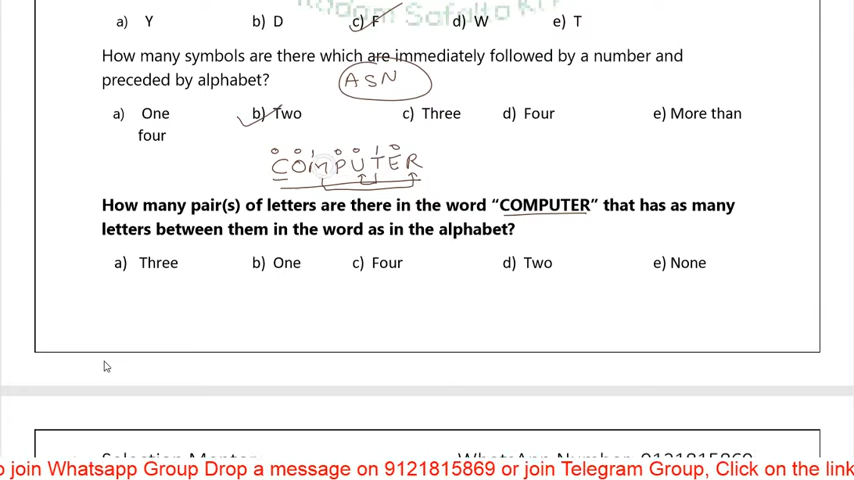 a) Y b) D c) F d) W e) T
How many symbols are there which are immediately followed by a number and
preceded by alphabet?
A S N
a) One b) Two c) Three d) Four e) More than
four
COMPUTER
How many pair(s) of letters are there in the word “COMPUTER” that has as many
letters between them in the word as in the alphabet?
a) Three b) One c) Four d) Two e) None
WhatsApp Number 9121815869
join Whatsapp Group Drop a message on 9121815869 or join Telegram Group, Click on the link